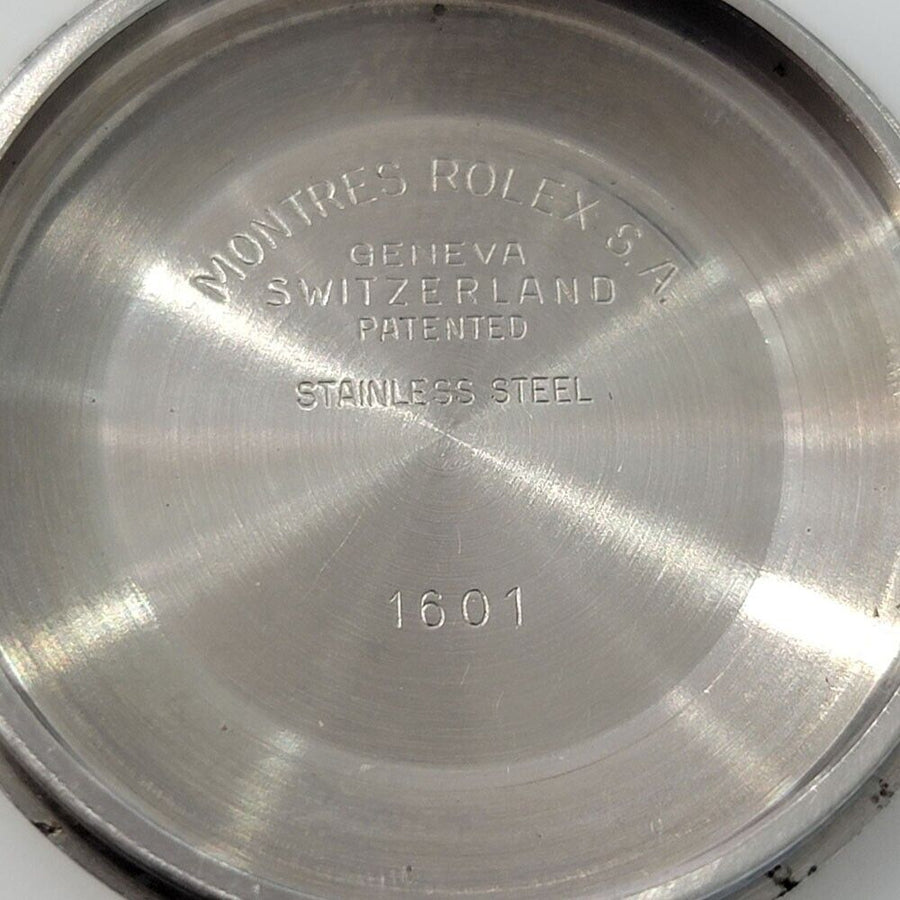 MONTRES ROLEX. S. A.
GENEVA
SWITZERLAND
PATENTED
STAINLESS STEEL
1601